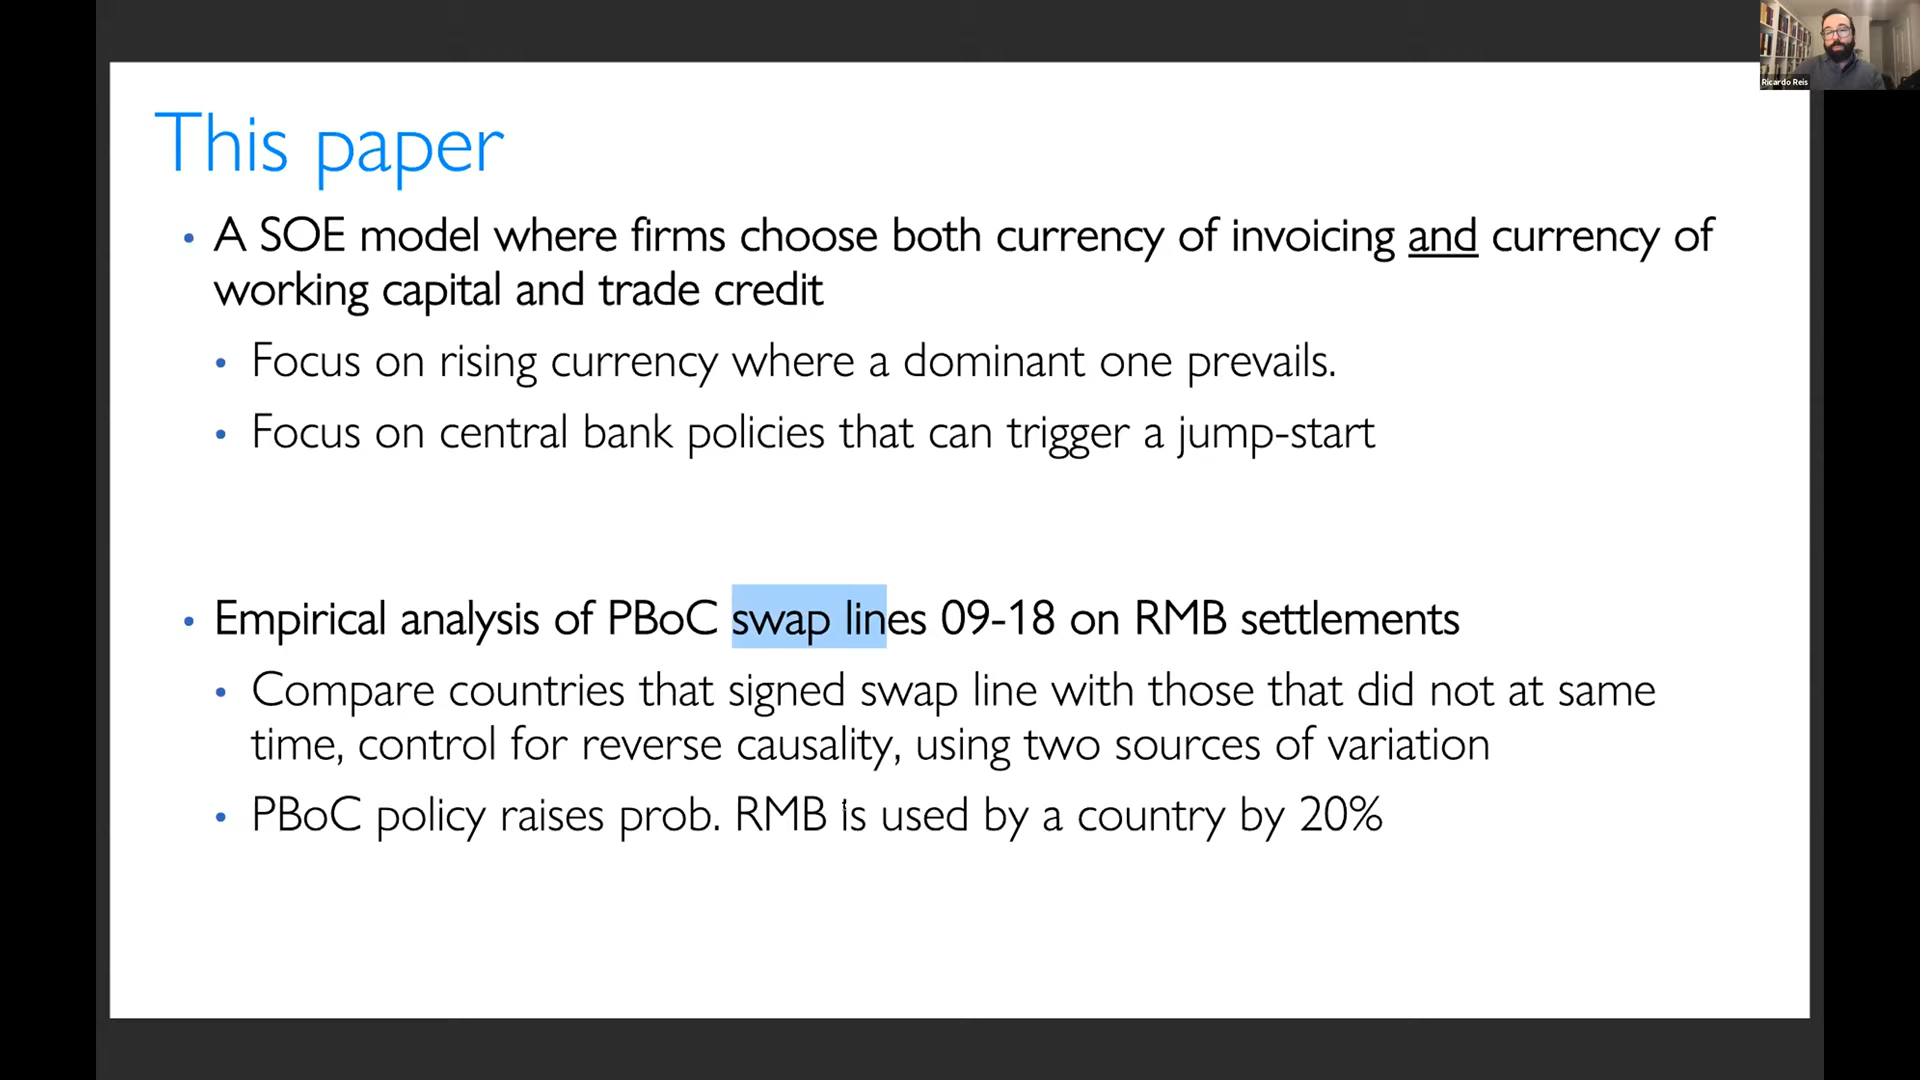 Ricardo Reis
This paper
• A SOE model where firms choose both currency of invoicing and currency of
working capital and trade credit
• Focus on rising currency where a dominant one prevails.
• Focus on central bank policies that can trigger a jump-start
• Empirical analysis of PBoC swap lines 09-18 on RMB settlements
• Compare countries that signed swap line with those that did not at same
time, control for reverse causality, using two sources of variation
• PBoC policy raises prob. RMB is used by a country by 20%